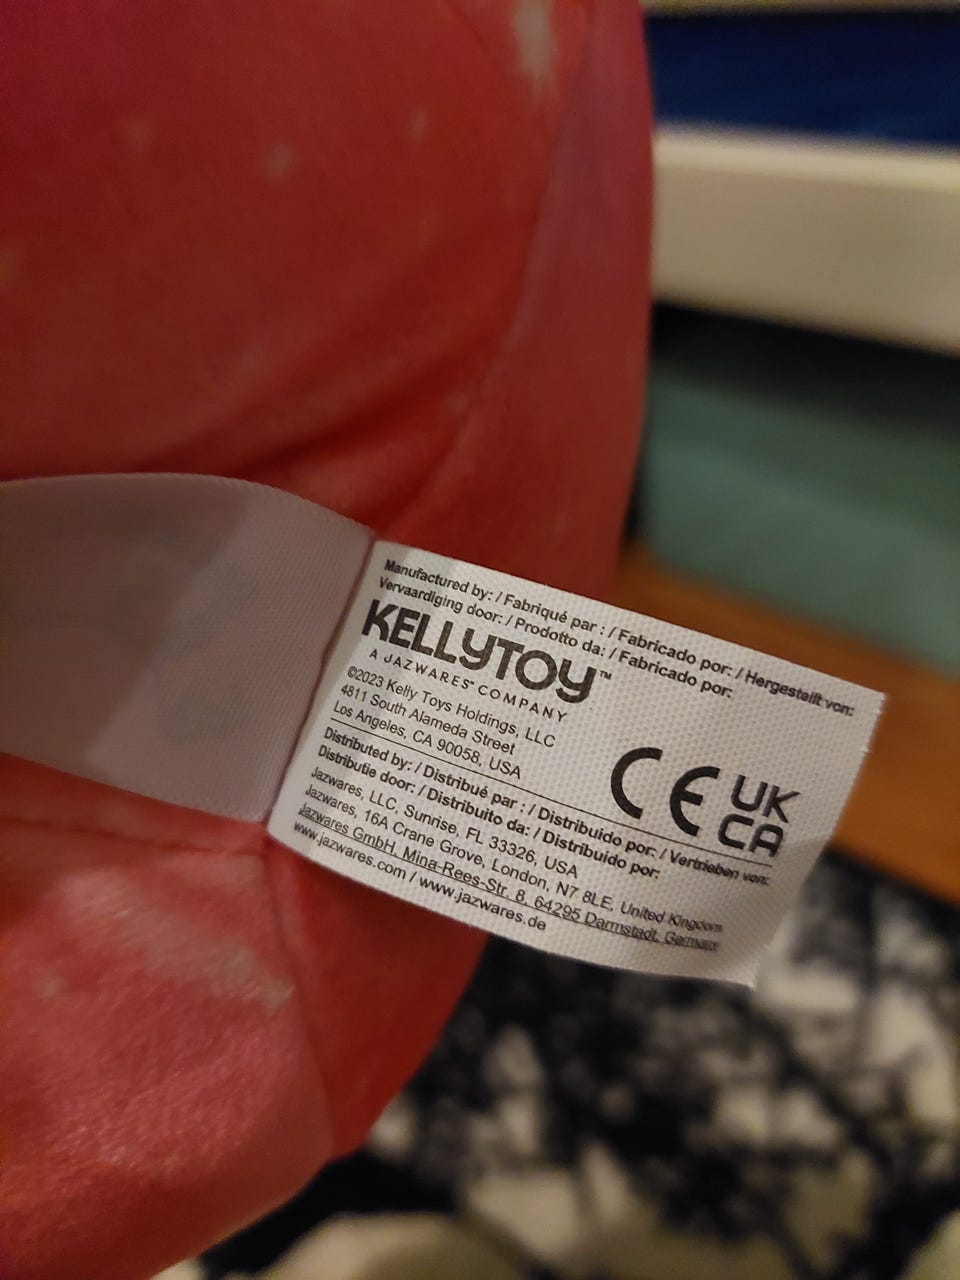 Manufactured by: / Fabriqué par : / Fabricado por: / Hergestellt von:
Vervaardiging door: / Prodotto da: / Fabricado por:
KELLYTOY™
A JAZWARES® COMPANY
©2023 Kelly Toys Holdings, LLC
4811 South Alameda Street
Los Angeles, CA 90058, USA
CE UK
CA
Distributed by: / Distribué par : / Distribuido por: / Vertrieben von:
Distributie door: / Distribuito da: / Distribuido por:
Jazwares, LLC, Sunrise, FL 33326, USA
Jazwares, 16A Crane Grove, London, N7 8LE, United Kingdom
Jazwares GmbH, Mina-Rees-Str. 8, 64295 Darmstadt, Germany
www.jazwares.com / www.jazwares.de